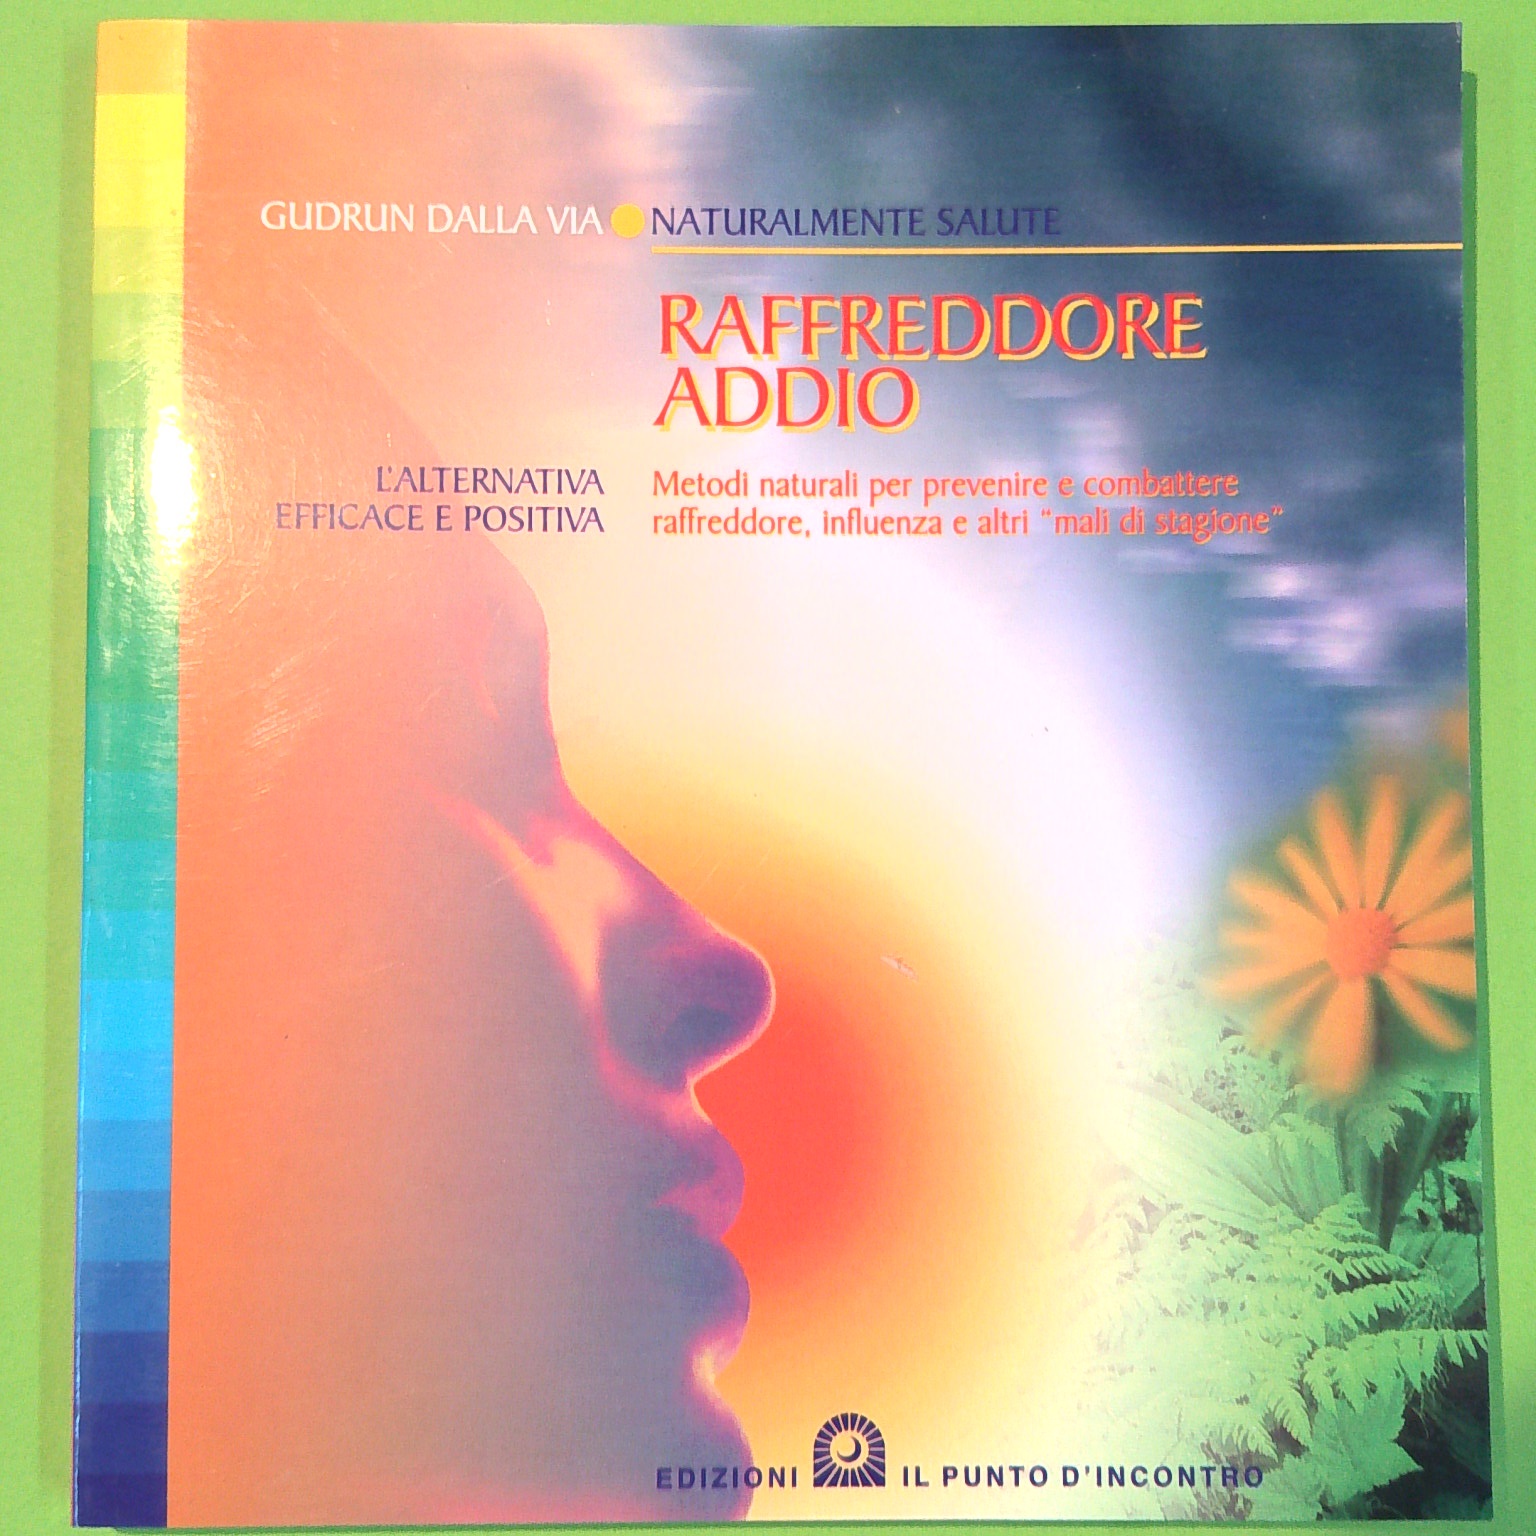 GUDRUN DALLA VIA NATURALMENTE SALUTE
RAFFREDDORE
ADDIO
L'ALTERNATIVA
EFFICACE E POSITIVA
Metodi naturali per prevenire e combattere
raffreddore, influenza e altri "mali di stagione"
EDIZIONI IL PUNTO D'INCONTRO